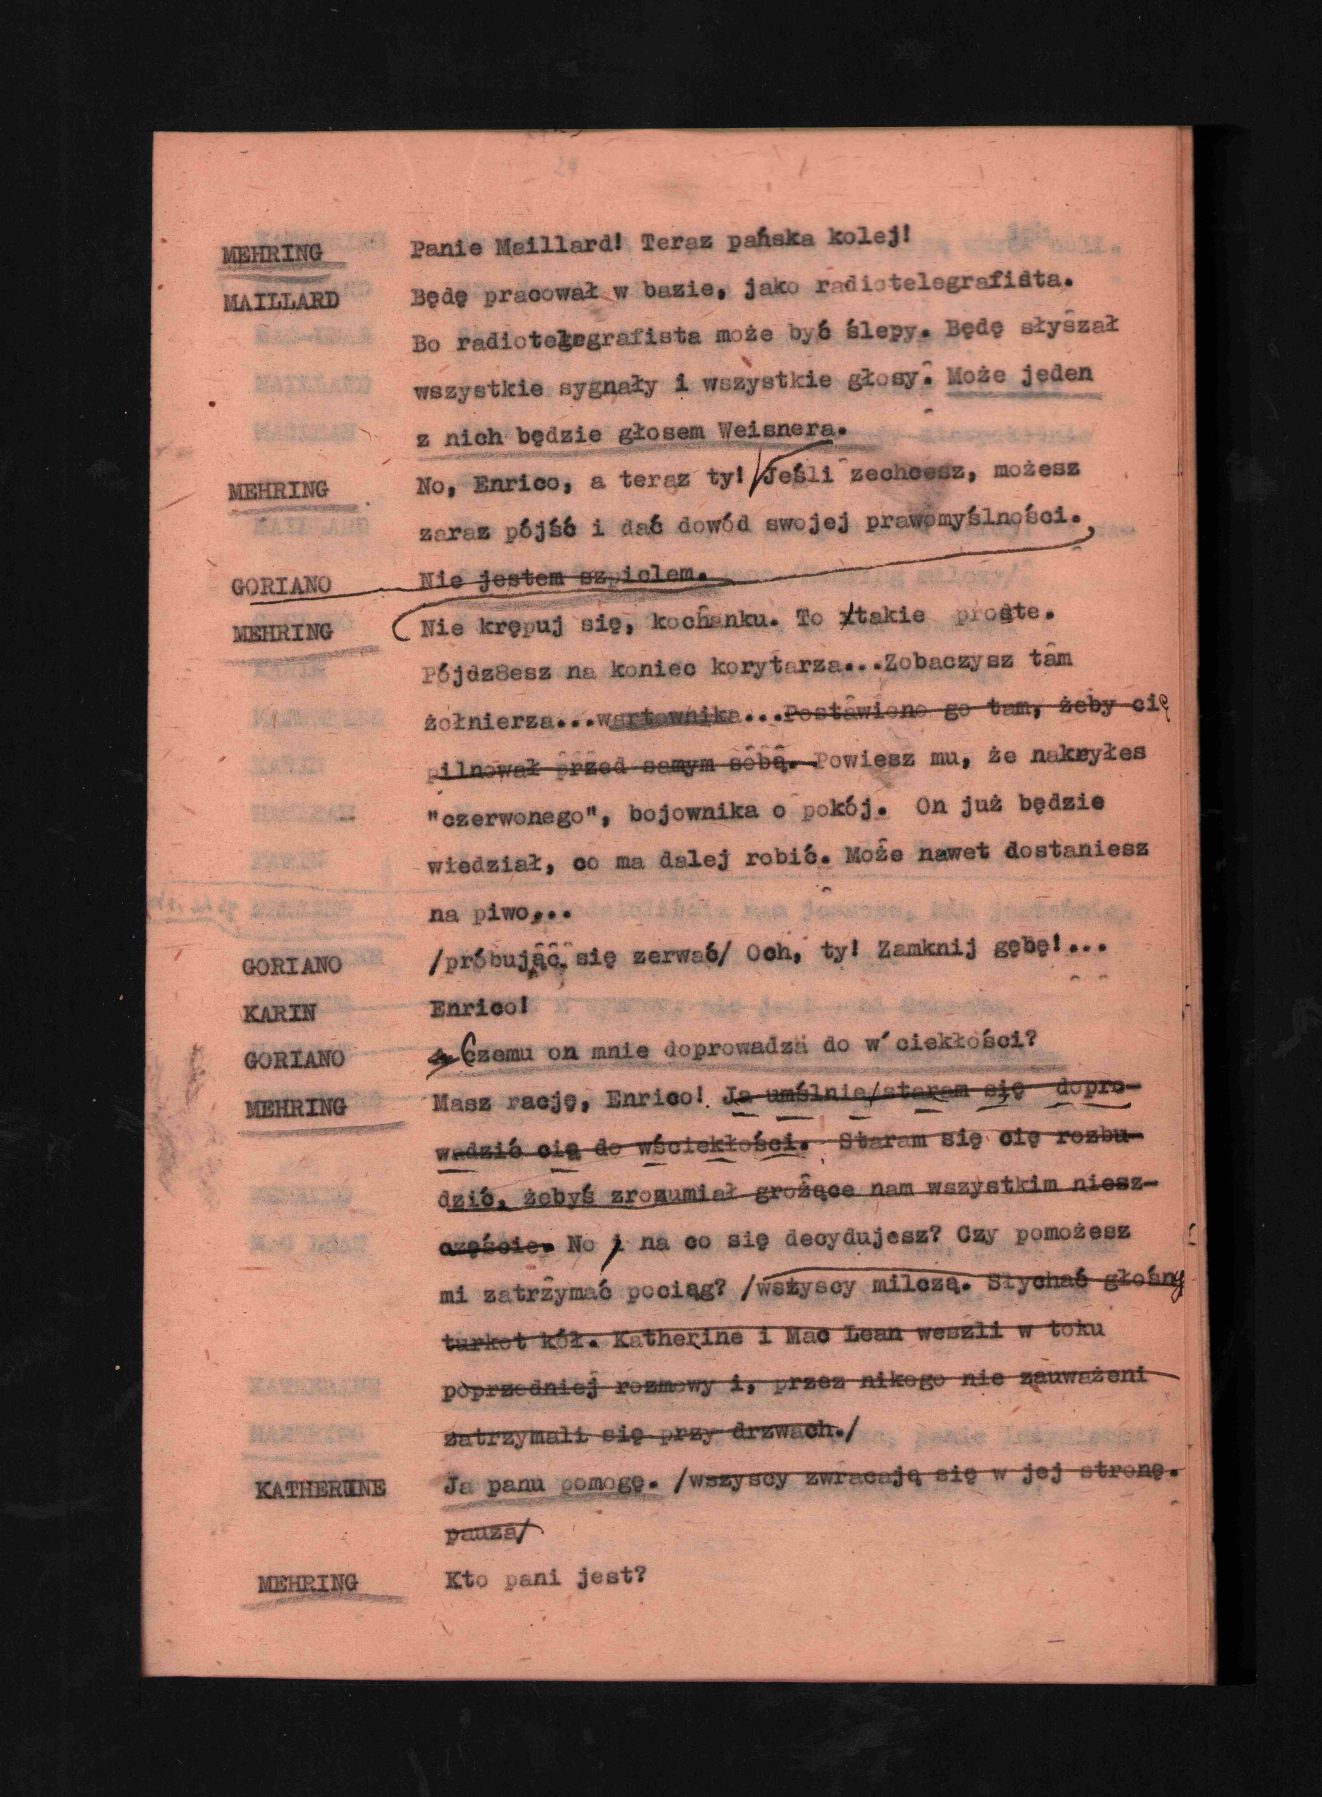 MEHRING Panie Maillard! Teraz pańska kolej!
MAILLARD Będę pracował w bazie, jako radiotelegrafista.
Bo radiotelegrafista może być ślepy. Będę słyszał
wszystkie sygnały i wszystkie głosy. Może jeden
z nich będzie głosem Weisnera.
MEHRING No, Enrico, a teraz ty! Jeśli zechcesz, możesz
zaraz pójść i dać dowód swojej prawomyślności.
GORIANO Nie jestem szpiclem.
MEHRING Nie krępuj się, kochanku. To takie proste.
Pójdz8esz na koniec korytarza...Zobaczysz tam
żołnierza...wartownika...Postawiono go tam, żeby cię
pilnował przed samym sobą. Powiesz mu, że nakryłes
"czerwonego", bojownika o pokój. On już będzie
wiedział, co ma dalej robić. Może nawet dostaniesz
na piwo...
GORIANO /próbując się zerwać/ Och, ty! Zamknij gębę!...
KARIN Enrico!
GORIANO Czemu on mnie doprowadza do ẃciekłości?
MEHRING Masz rację, Enrico! Ja umślnie/staram się dopro-
wadzić cię do wściekłości. Staram się cię rozbu-
dzić, żebyś zrozumiał grożące nam wszystkim niesz-
częście. No i na co się decydujesz? Czy pomożesz
mi zatrzymać pociąg? /wszyscy milczą. Słychać głośny
turkot kół. Katherine i Mac Lean weszli w toku
poprzedniej rozmowy i, przez nikogo nie zauważeni
zatrzymali się przy drzwach./
KATHERINE Ja panu pomogę. /wszyscy zwracają się w jej stronę.
pauza/
MEHRING Kto pani jest?